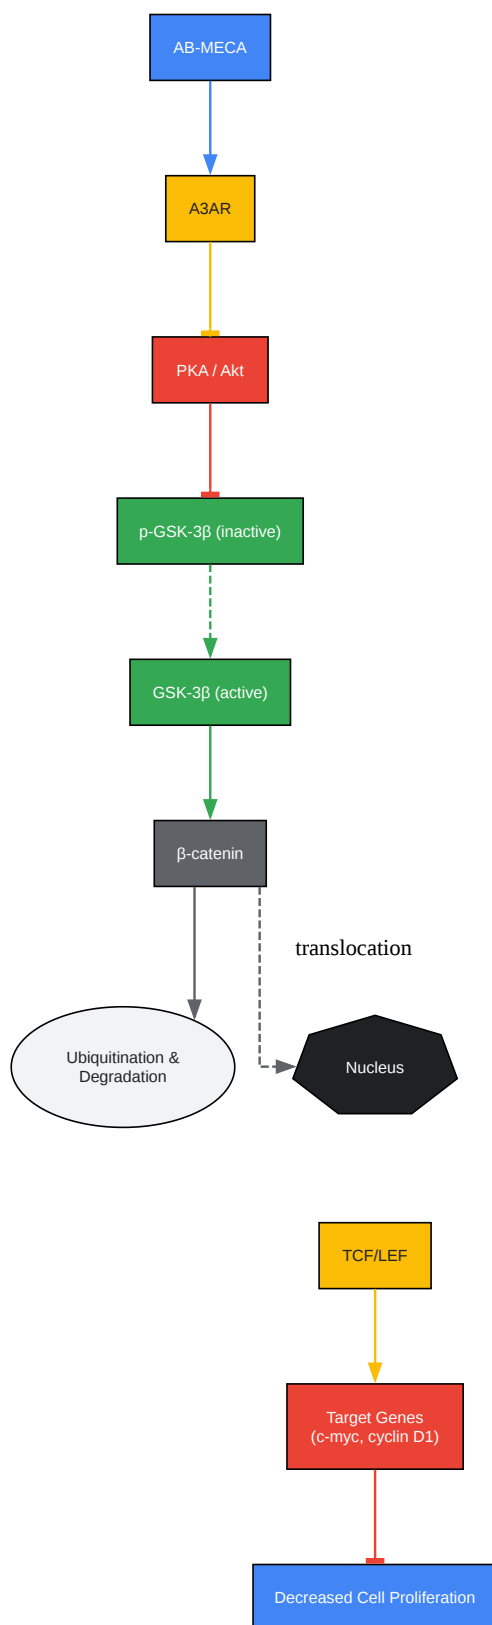 AB-MECA
A3AR
PKA / Akt
p-GSK-3β (inactive)
GSK-3β (active)
β-catenin
translocation
Ubiquitination &
Degradation
Nucleus
TCF/LEF
Target Genes
(c-myc, cyclin D1)
Decreased Cell Proliferation